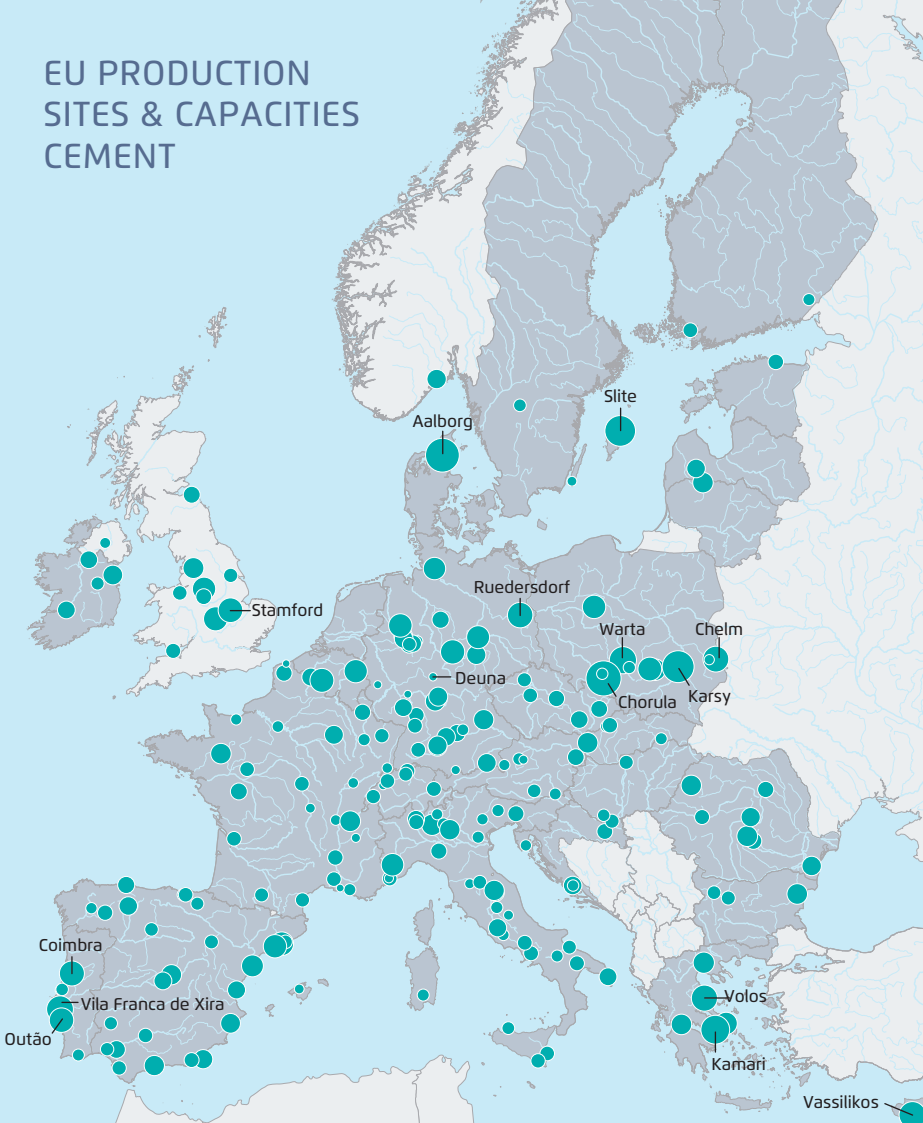 EU PRODUCTION
SITES & CAPACITIES
CEMENT
Slite
Aalborg
Ruedersdorf
Stamford
Warta
Chelm
Deuna
Karsy
Chorula
Coimbra
Vila Franca de Xira
Outão
Volos
Kamari
Vassilikos